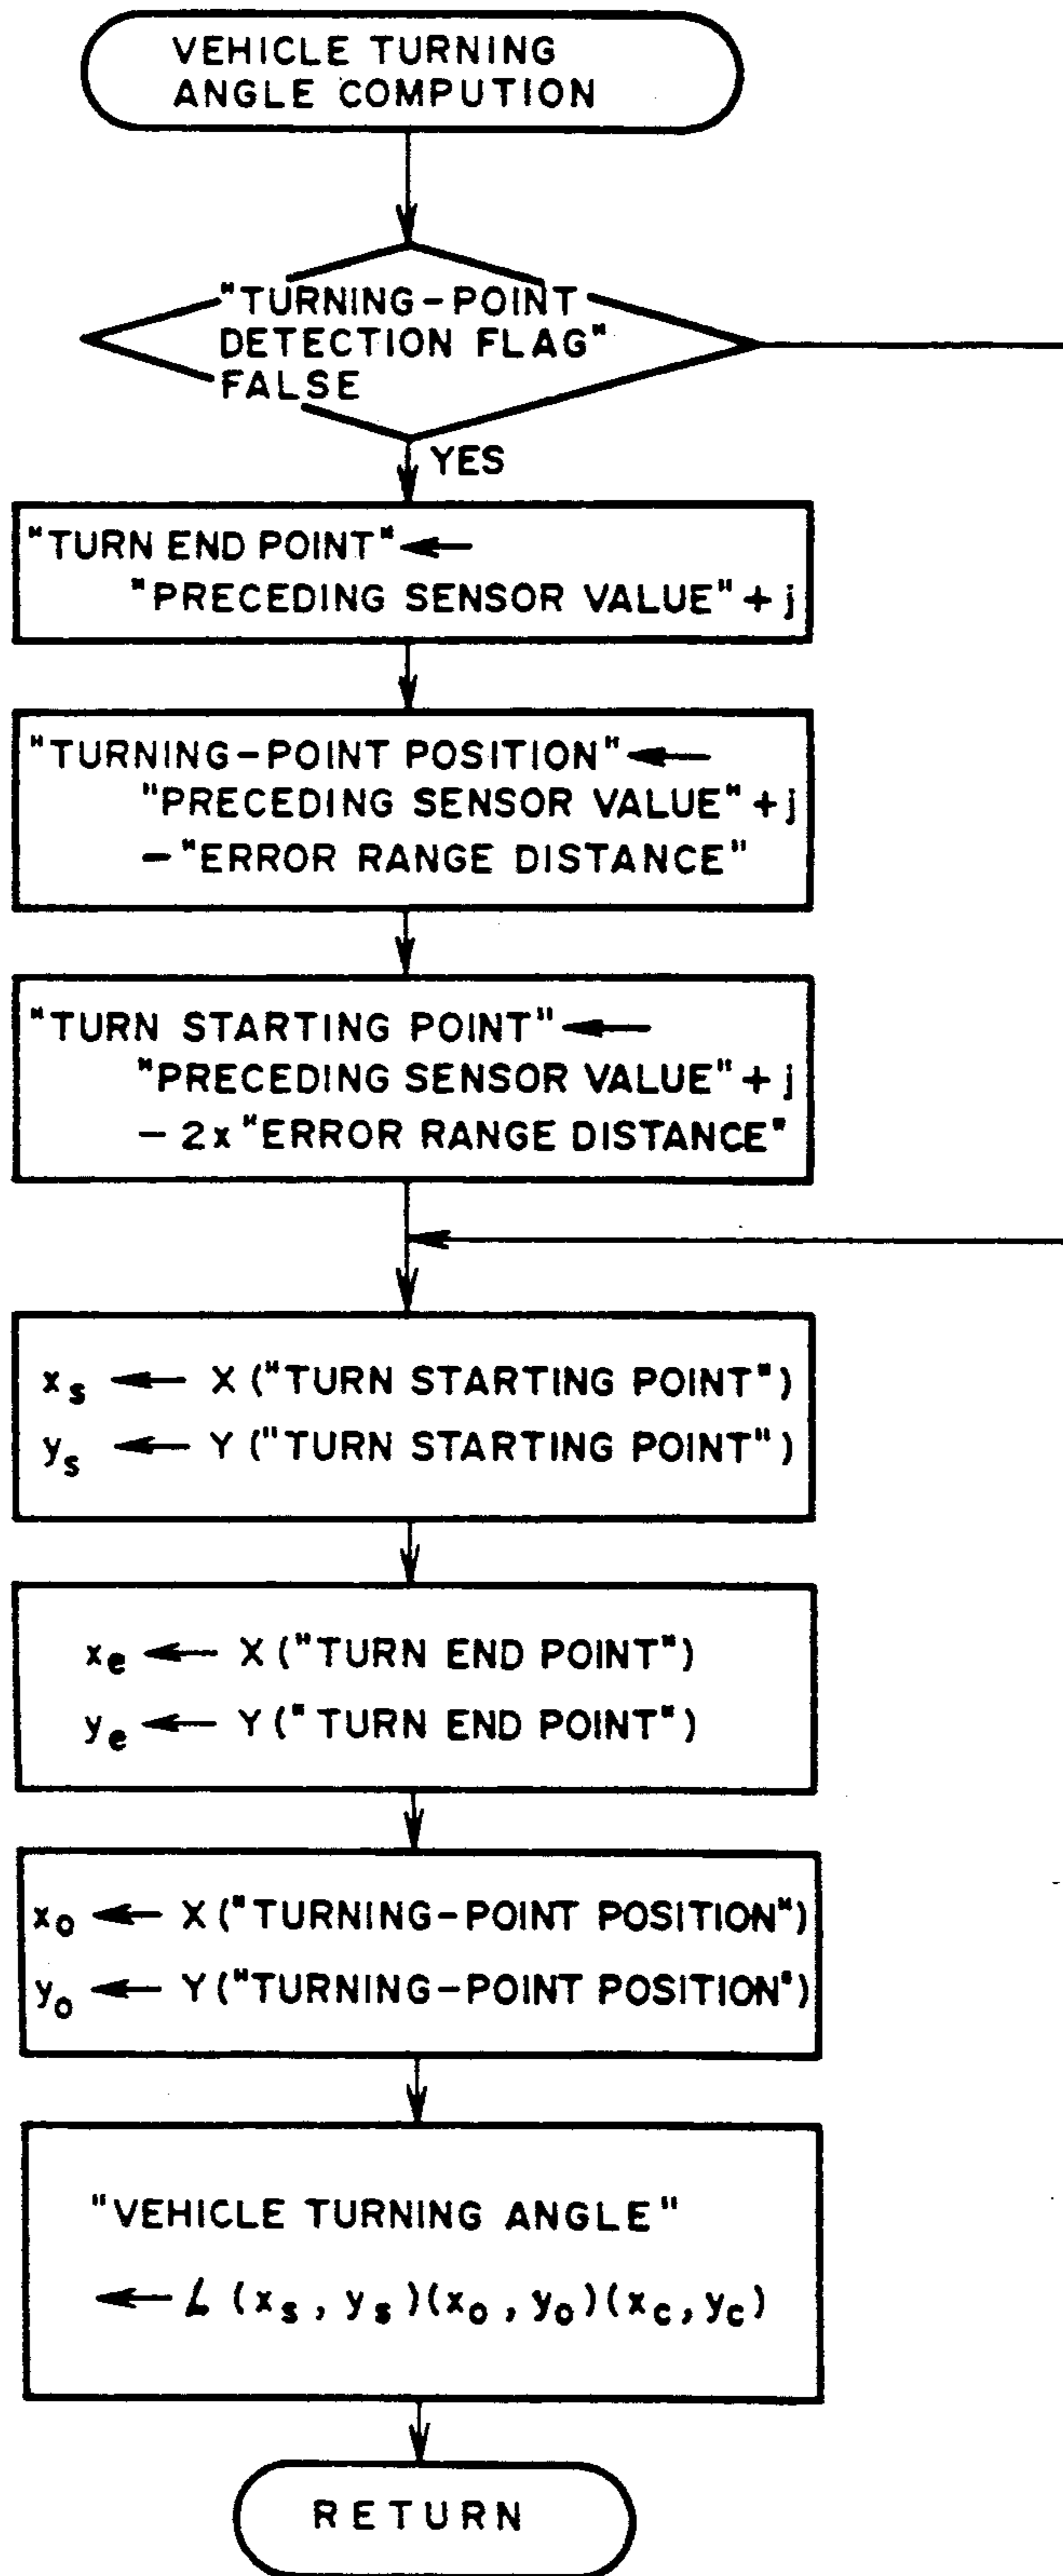 VEHICLE TURNING
ANGLE COMPUTION
"TURNING-POINT
DETECTION FLAG"
FALSE
YES
"TURN END POINT" ←
"PRECEDING SENSOR VALUE" + j
"TURNING-POINT POSITION" ←
"PRECEDING SENSOR VALUE" + j
- "ERROR RANGE DISTANCE"
"TURN STARTING POINT" ←
"PRECEDING SENSOR VALUE" + j
- 2x "ERROR RANGE DISTANCE"
xs ← X ("TURN STARTING POINT")
ys ← Y ("TURN STARTING POINT")
xe ← X ("TURN END POINT")
ye ← Y ("TURN END POINT")
xo ← X ("TURNING-POINT POSITION")
yo ← Y ("TURNING-POINT POSITION")
"VEHICLE TURNING ANGLE"
← ∠ (xs, ys)(xo, yo)(xc, yc)
RETURN